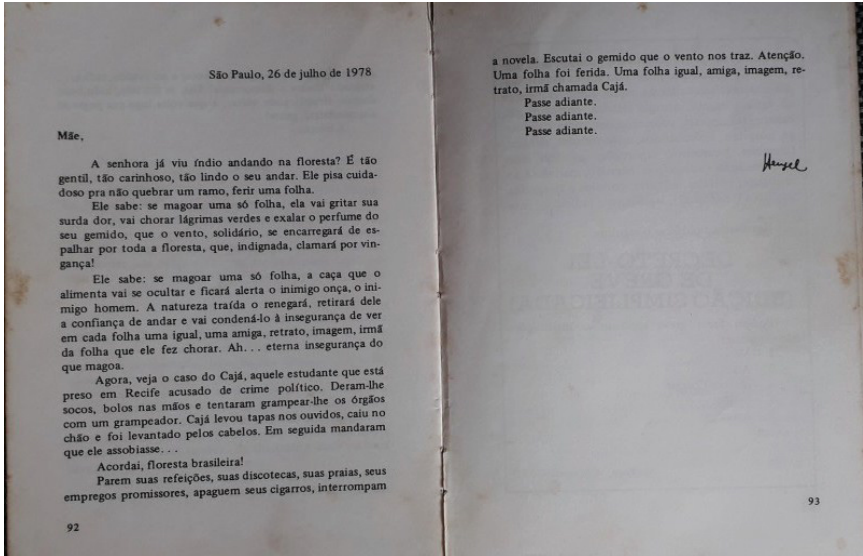 São Paulo, 26 de julho de 1978
Mãe,
A senhora já viu índio andando na floresta? É tão
gentil, tão carinhoso, tão lindo o seu andar. Ele pisa cuida-
doso pra não quebrar um ramo, ferir uma folha.
Ele sabe: se magoar uma só folha, ela vai gritar sua
surda dor, vai chorar lágrimas verdes e exalar o perfume do
seu gemido, que o vento, solidário, se encarregará de es-
palhar por toda a floresta, que, indignada, clamará por vin-
gança!
Ele sabe: se magoar uma só folha, a caça que o
alimenta vai se ocultar e ficará alerta o inimigo onça, o ini-
migo homem. A natureza traída o renegará, retirará dele
a confiança de andar e vai condená-lo à insegurança de ver
em cada folha uma igual, uma amiga, retrato, imagem, irmã
da folha que ele fez chorar. Ah... eterna insegurança do
que magoa.
Agora, veja o caso do Cajá, aquele estudante que está
preso em Recife acusado de crime político. Deram-lhe
socos, bolos nas mãos e tentaram grampear-lhe os órgãos
com um grampeador. Cajá levou tapas nos ouvidos, caiu no
chão e foi levantado pelos cabelos. Em seguida mandaram
que ele assobiasse...
Acordai, floresta brasileira!
Parem suas refeições, suas discotecas, suas praias, seus
empregos promissores, apaguem seus cigarros, interrompam
92
a novela. Escutai o gemido que o vento nos traz. Atenção.
Uma folha foi ferida. Uma folha igual, amiga, imagem, re-
trato, irmã chamada Cajá.
Passe adiante.
Passe adiante.
Passe adiante.
Henfil
93